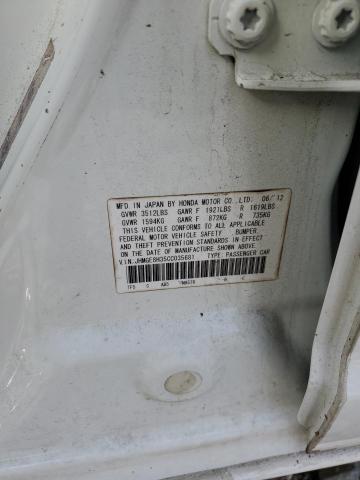 MFD. IN JAPAN BY HONDA MOTOR CO.,LTD: 06/'12
GVWR 3512LBS GAWR F 1921LBS R 1619LBS
GVWR 1594KG GAWR F 872KG R 735KG
THIS VEHICLE CONFORMS TO ALL APPLICABLE
FEDERAL MOTOR VEHICLE SAFETY, BUMPER,
AND THEFT PREVENTION STANDARDS IN EFFECT
ON THE DATE OF MANUFACTURE SHOWN ABOVE.
V.I.N.:JHMGE8H35CC035681 TYPE: PASSENGER CAR